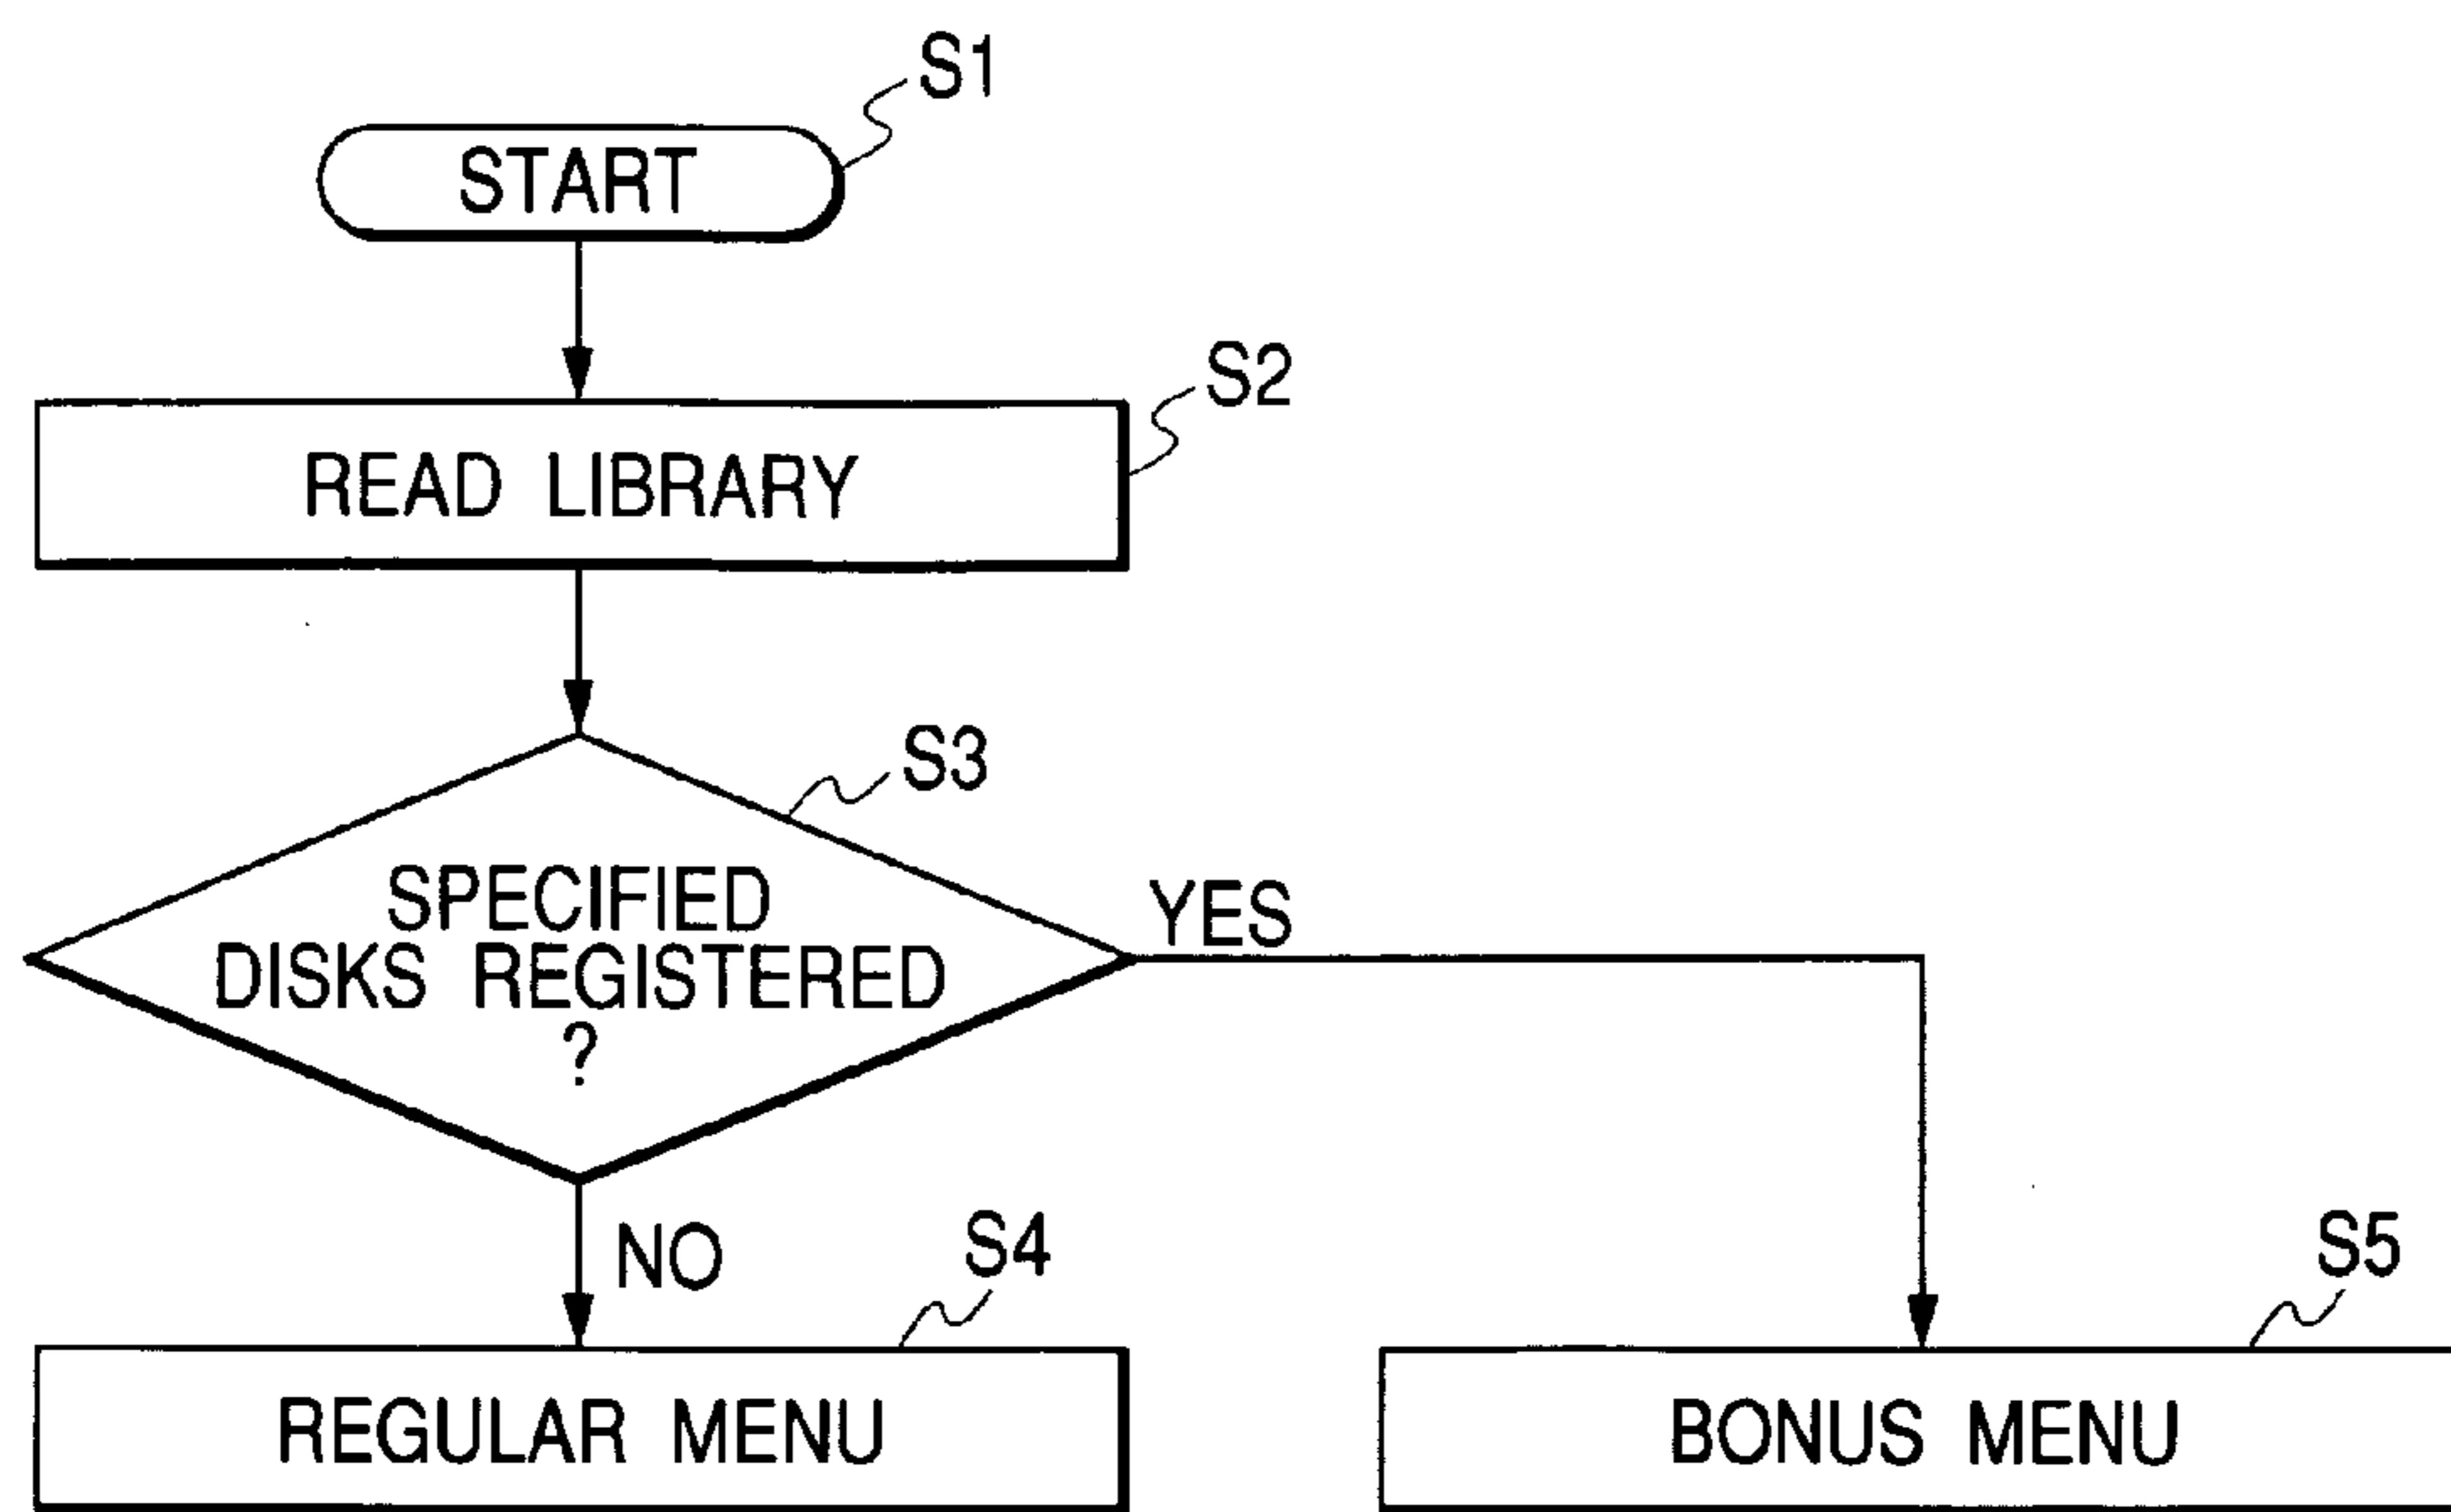 S1
START
S2
READ LIBRARY
S3
SPECIFIED
DISKS REGISTERED
?
YES
NO
S4
S5
REGULAR MENU
BONUS MENU